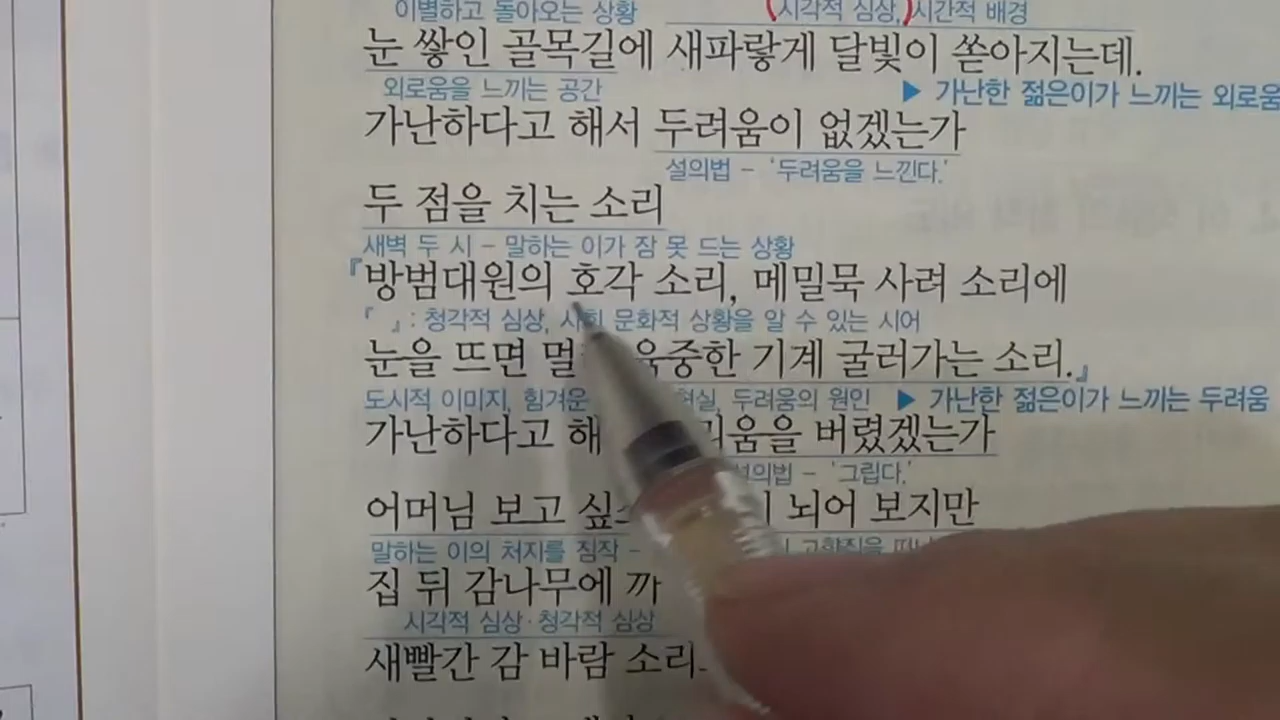 이별하고 돌아오는 상황 (시각적 심상,) 시간적 배경
눈 쌓인 골목길에 새파랗게 달빛이 쏟아지는데.
외로움을 느끼는 공간 ▶ 가난한 젊은이가 느끼는 외로움
가난하다고 해서 두려움이 없겠는가
설의법 - '두려움을 느낀다.'
두 점을 치는 소리
새벽 두 시 - 말하는 이가 잠 못 드는 상황
『방범대원의 호각 소리, 메밀묵 사려 소리에
『 』: 청각적 심상, 사회 문화적 상황을 알 수 있는 시어
눈을 뜨면 멀 육중한 기계 굴러가는 소리.』
도시적 이미지, 힘겨운 현실, 두려움의 원인 ▶ 가난한 젊은이가 느끼는 두려움
가난하다고 해 버렸겠는가
설의법 - '그립다.'
어머님 보고 싶 뇌어 보지만
말하는 이의 처지를 짐작 -
집 뒤 감나무에 까
시각적 심상·청각적 심상
새빨간 감 바람 소리